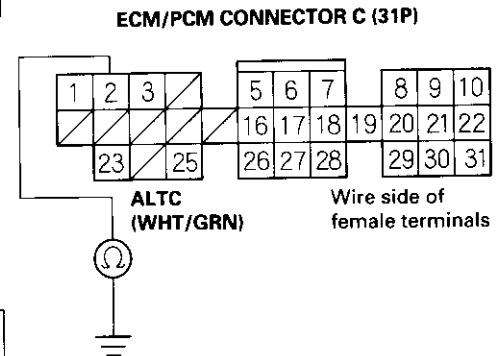 ECM/PCM CONNECTOR C (31P)
1 2 3 5 6 7 8 9 10
16 17 18 19 20 21 22
23 25 26 27 28 29 30 31
ALTC
(WHT/GRN)
Wire side of
female terminals
Ω